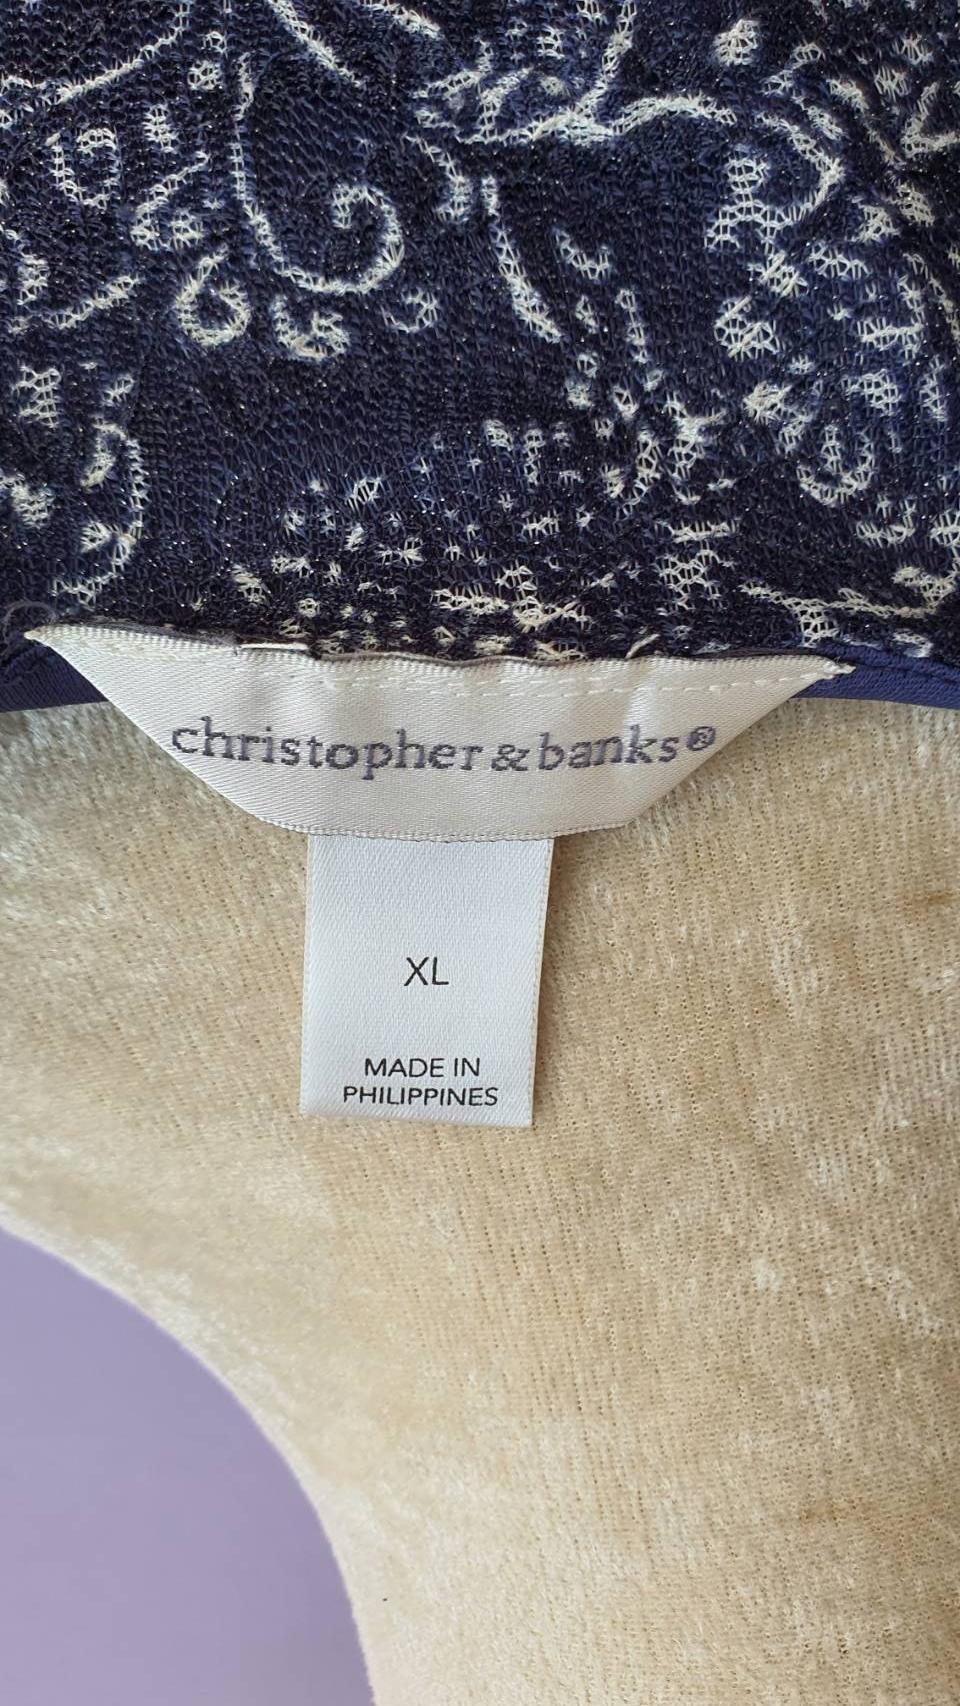 christopher & banks®
XL
MADE IN
PHILIPPINES